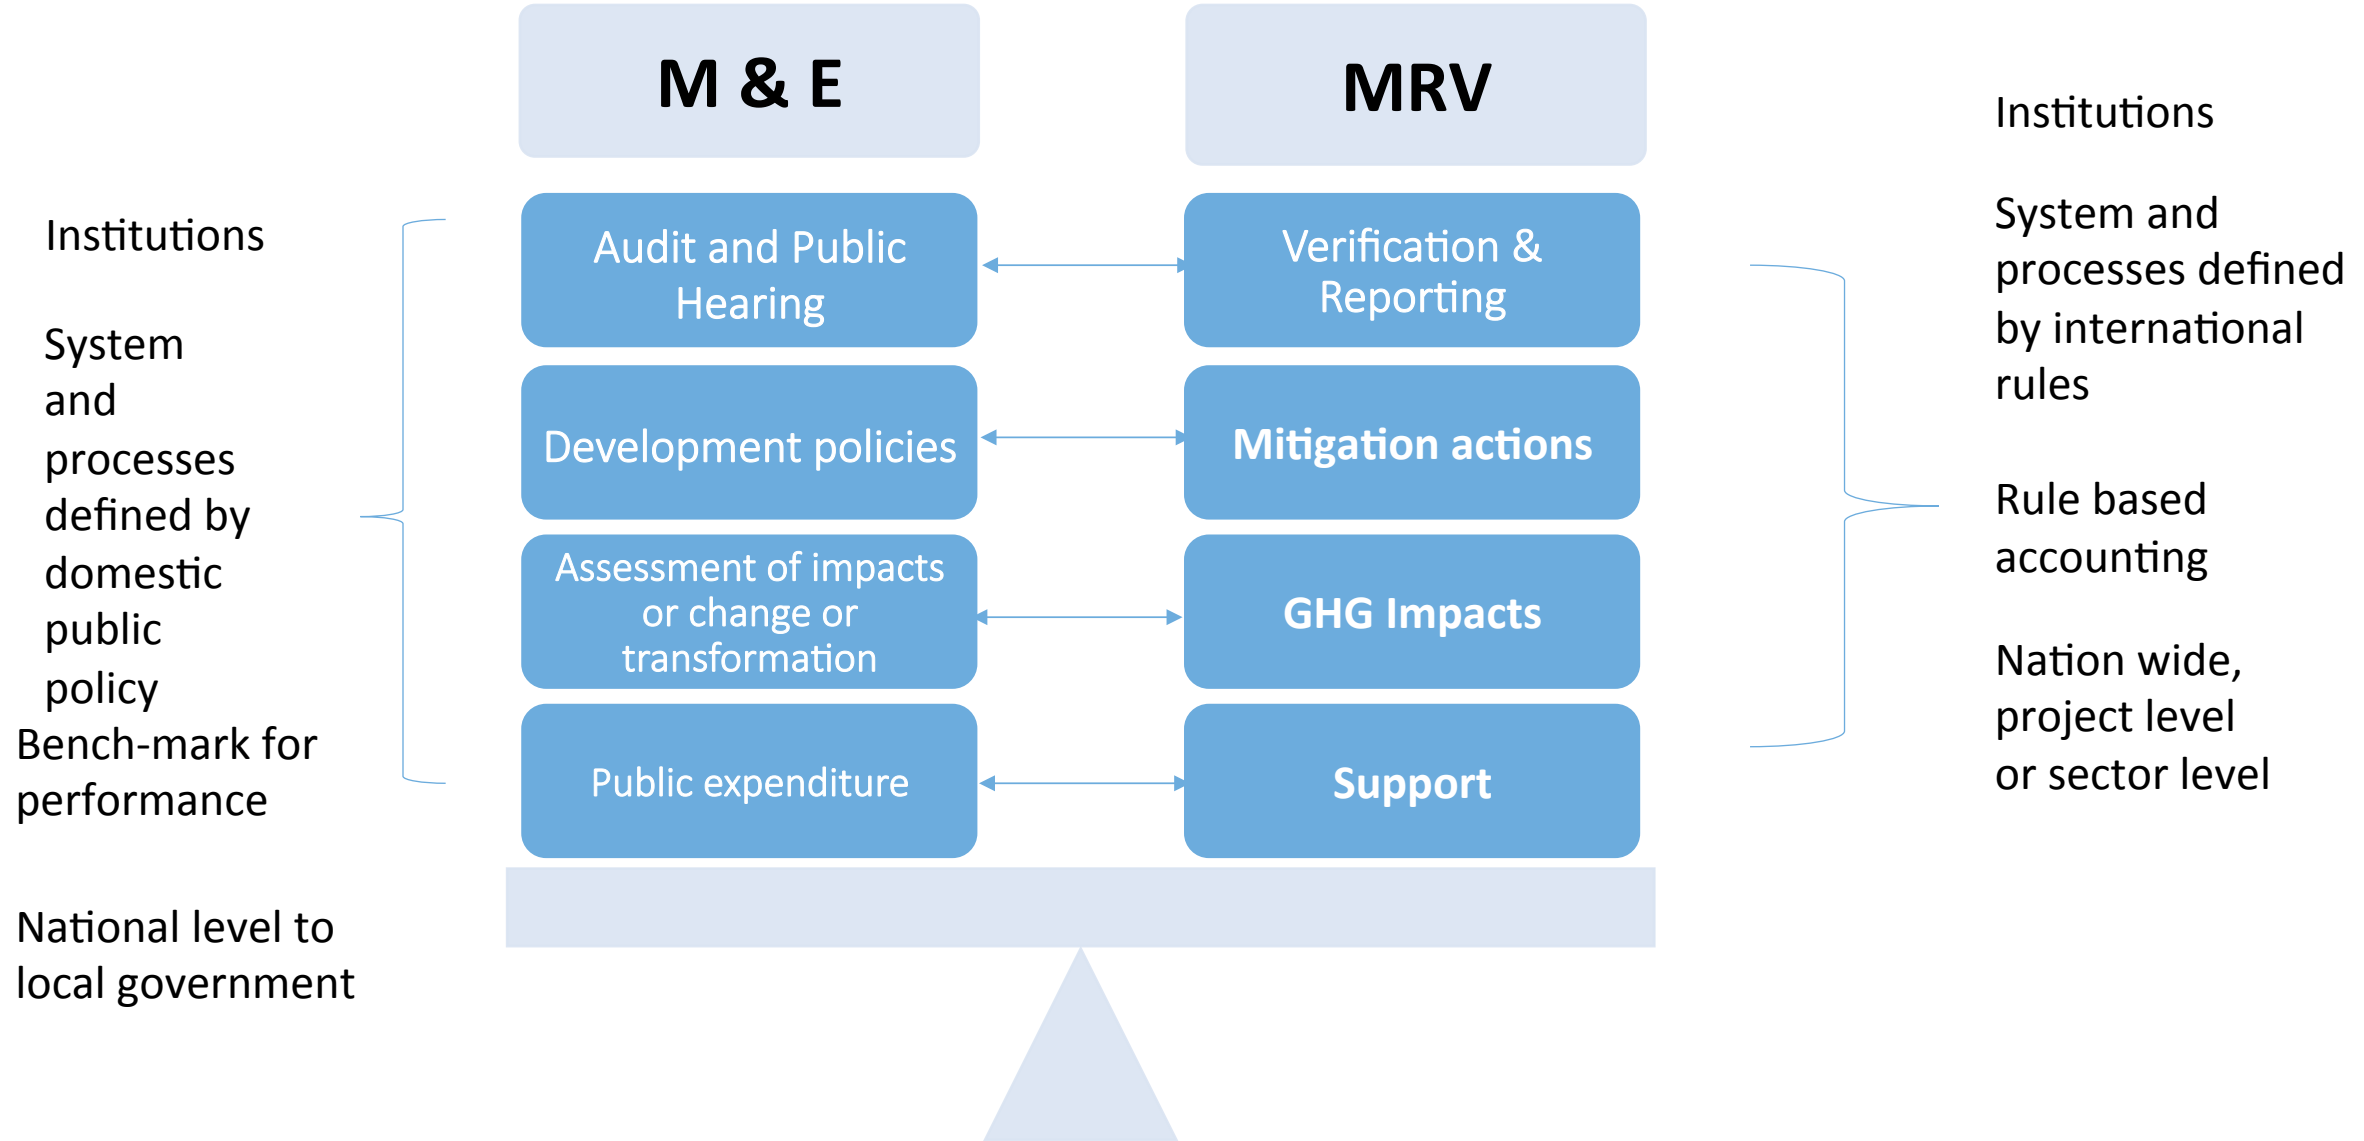 M & E
MRV
Institutions
System
and
processes
defined by
domestic
public
policy
Bench-mark for
performance
National level to
local government
Audit and Public
Hearing
Development policies
Assessment of impacts
or change or
transformation
Public expenditure
Verification &
Reporting
Mitigation actions
GHG Impacts
Support
Institutions
System and
processes defined
by international
rules
Rule based
accounting
Nation wide,
project level
or sector level